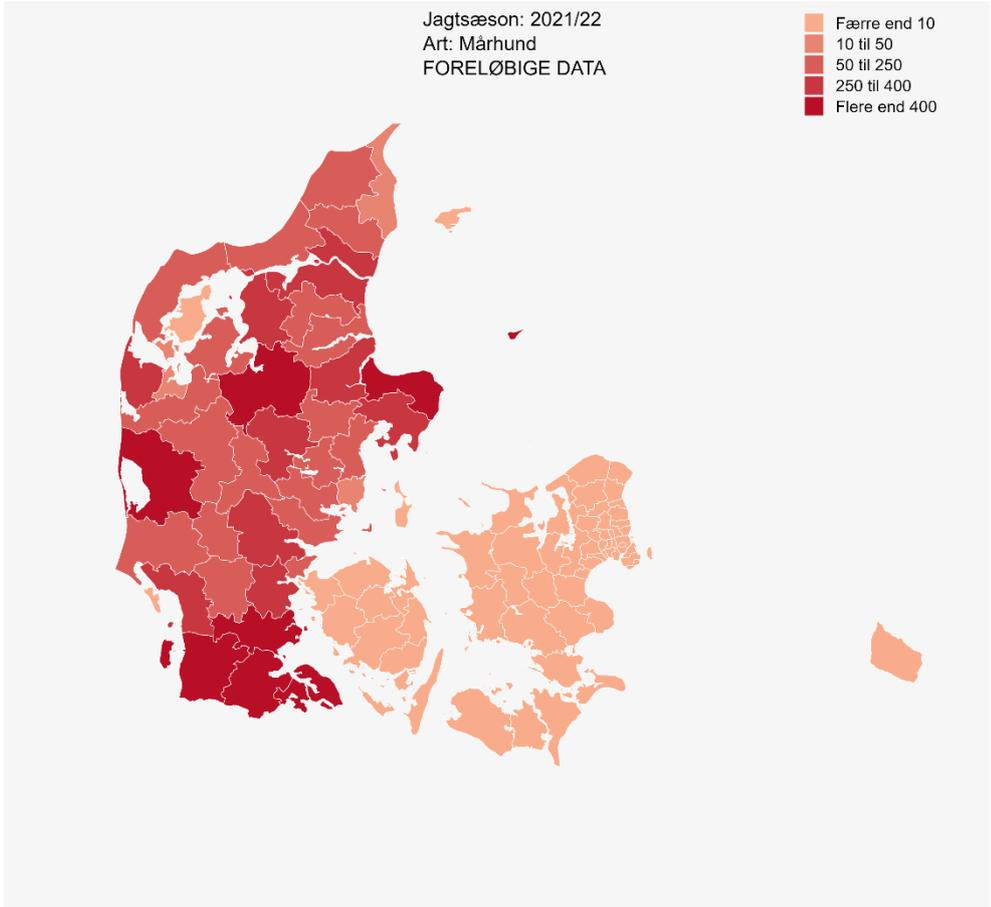 Jagtsæson: 2021/22
Art: Mårhund
FORELØBIGE DATA
Færre end 10
10 til 50
50 til 250
250 til 400
Flere end 400